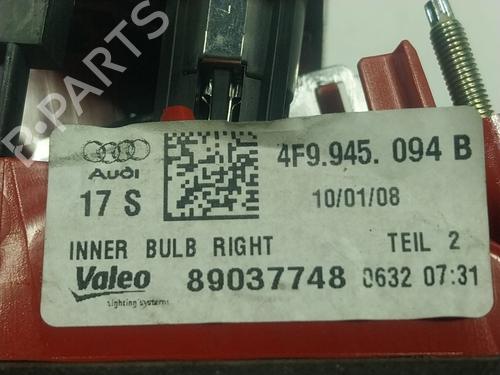 B-PARTS
Audi
4F9.945. 094 B
17 S
10/01/08
INNER BULB RIGHT TEIL 2
Valeo 89037748 0632 07:31
lighting systems